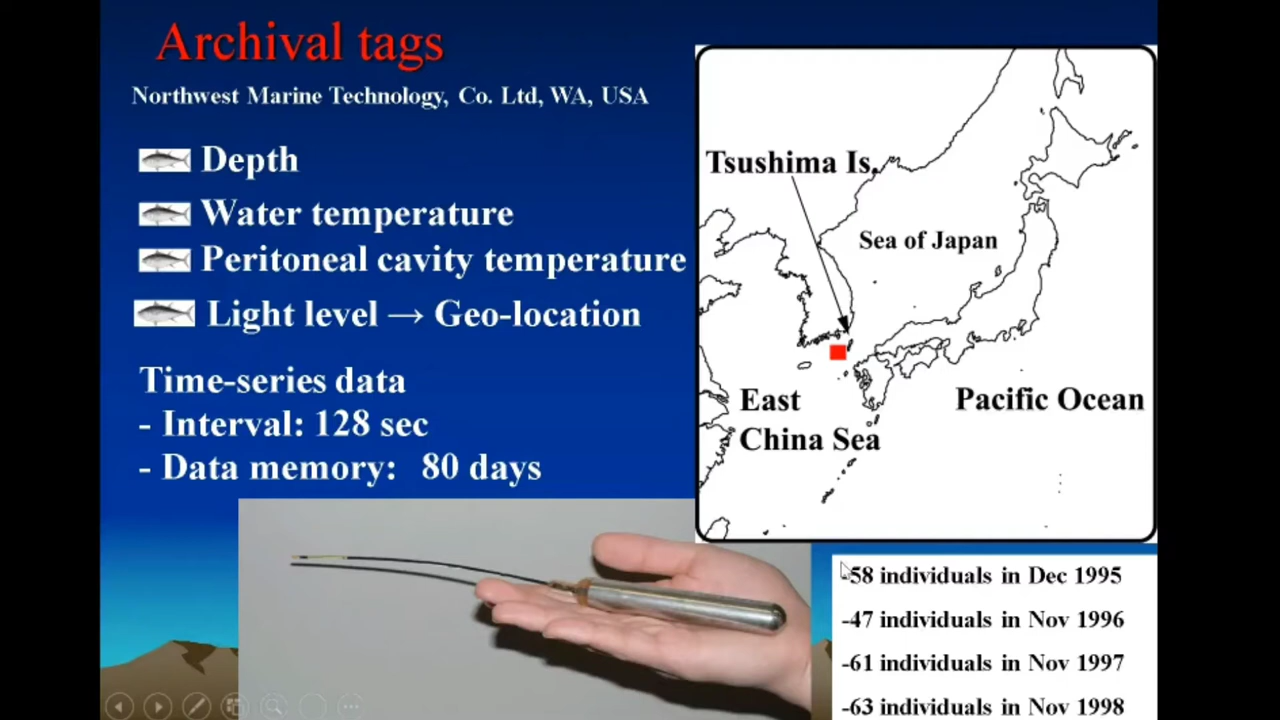 Archival tags
Northwest Marine Technology, Co. Ltd, WA, USA
Depth
Water temperature
Peritoneal cavity temperature
Light level → Geo-location
Time-series data
- Interval: 128 sec
- Data memory: 80 days
Tsushima Is.
Sea of Japan
East
China Sea
Pacific Ocean
-58 individuals in Dec 1995
-47 individuals in Nov 1996
-61 individuals in Nov 1997
-63 individuals in Nov 1998